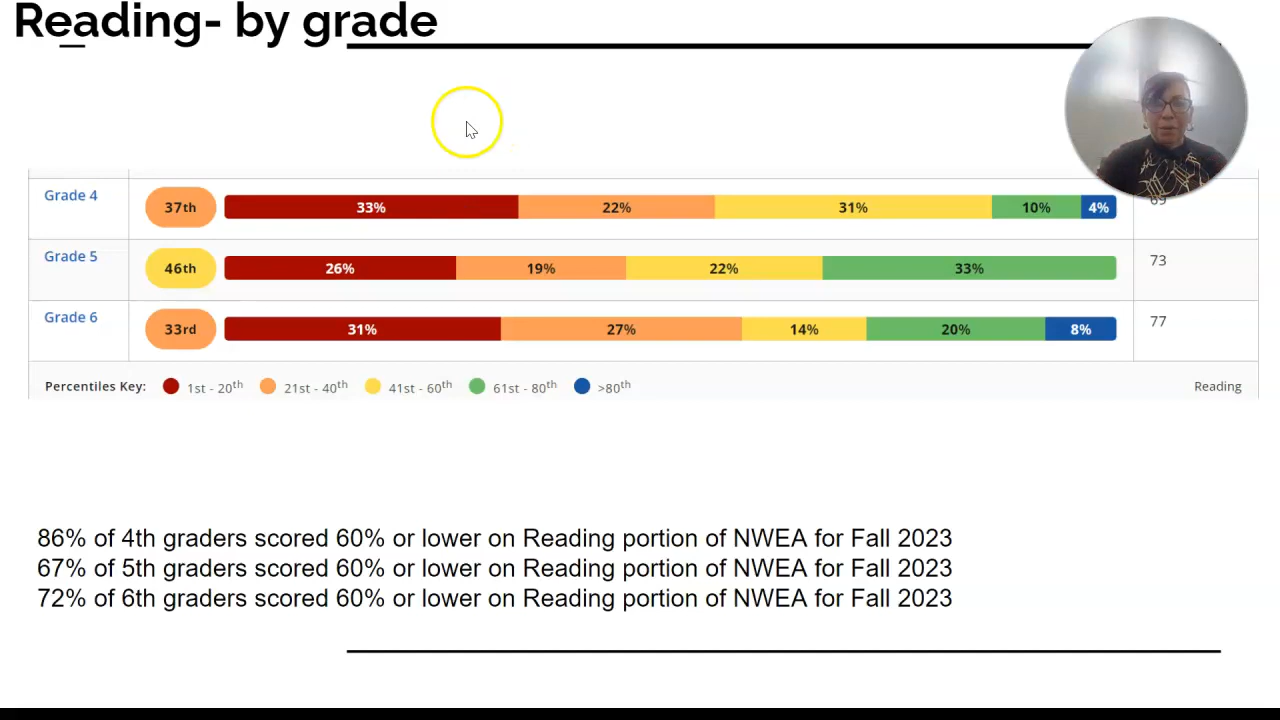 Reading- by grade
Grade 4 37th 33% 22% 31% 10% 4% 69
Grade 5 46th 26% 19% 22% 33% 73
Grade 6 33rd 31% 27% 14% 20% 8% 77
Percentiles Key: 1st - 20th 21st - 40th 41st - 60th 61st - 80th >80th Reading
86% of 4th graders scored 60% or lower on Reading portion of NWEA for Fall 2023
67% of 5th graders scored 60% or lower on Reading portion of NWEA for Fall 2023
72% of 6th graders scored 60% or lower on Reading portion of NWEA for Fall 2023